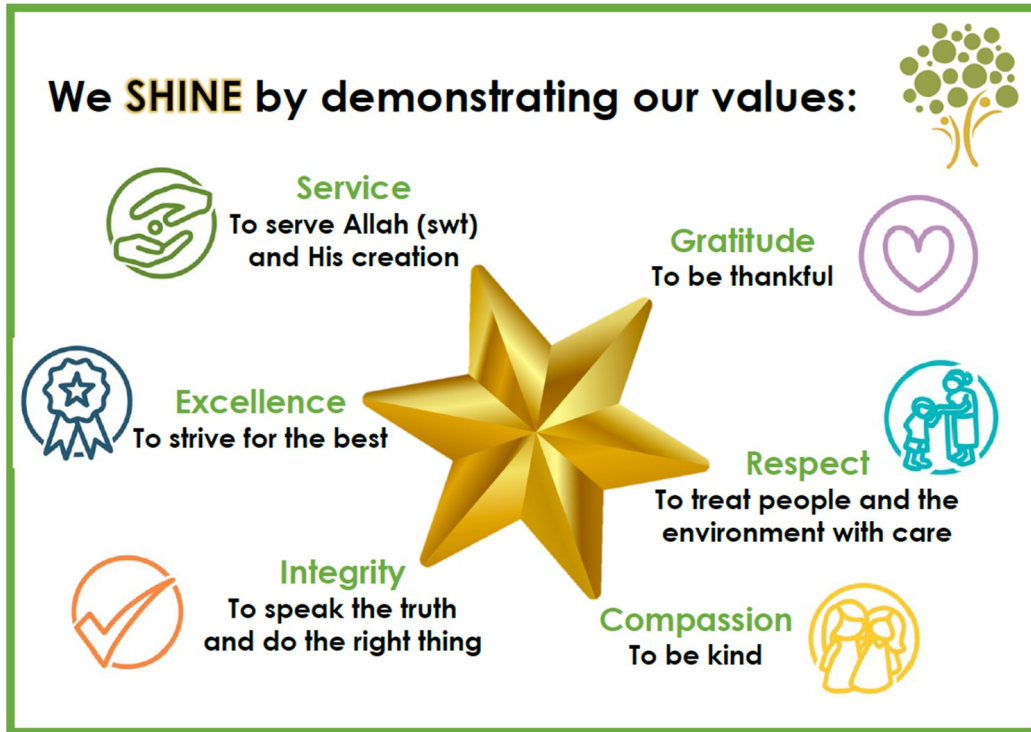 We SHINE by demonstrating our values:
Service
To serve Allah (swt)
and His creation
Gratitude
To be thankful
Excellence
To strive for the best
Respect
To treat people and the
environment with care
Integrity
To speak the truth
and do the right thing
Compassion
To be kind